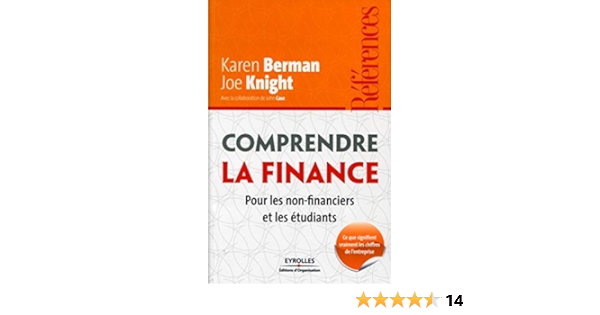 Karen Berman
Joe Knight
Avec la collaboration de John Case
Références
COMPRENDRE
LA FINANCE
Pour les non-financiers
et les étudiants
Ce que signifient
vraiment les chiffres
de l'entreprise
EYROLLES
Éditions d'Organisation
14